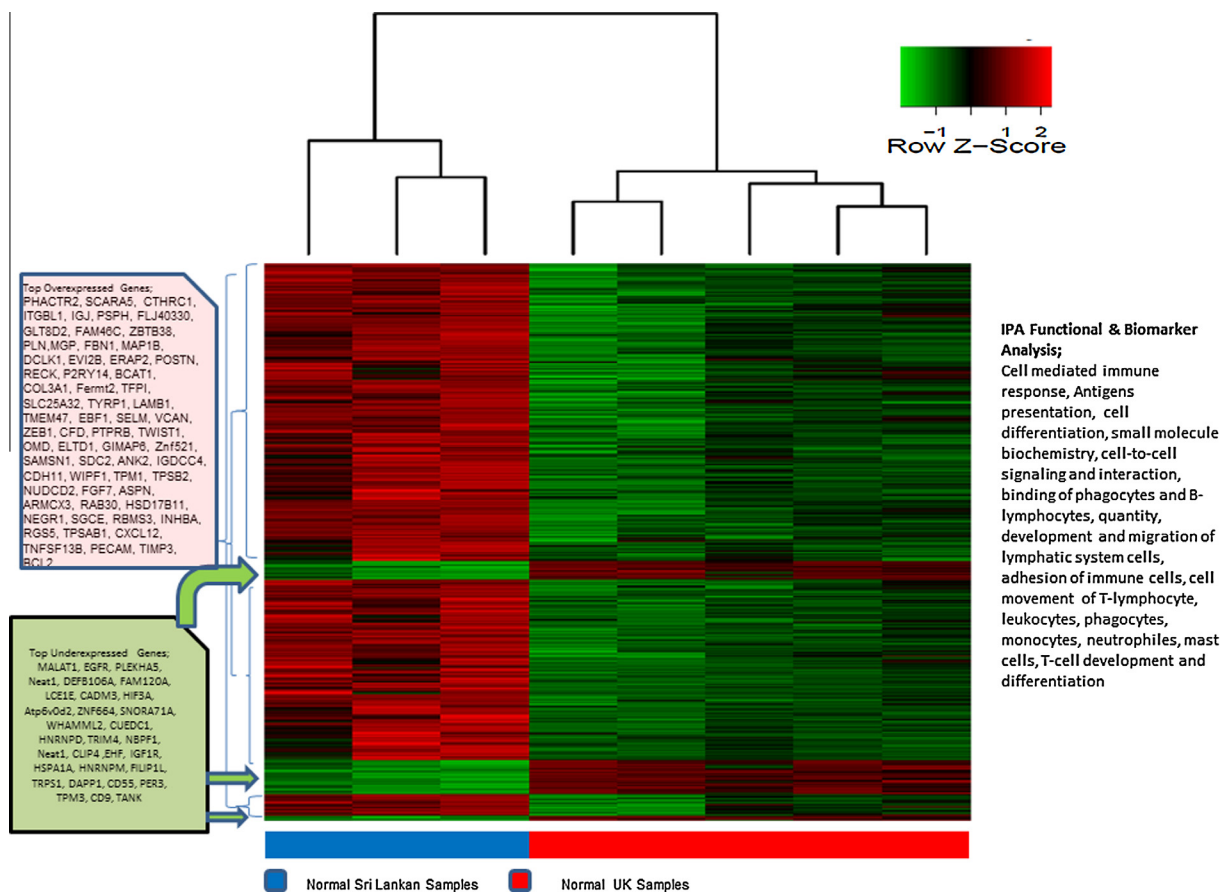 -1 1 2
Row Z-Score
Top Overexpressed Genes;
PHACTR2, SCARA5, CTHRC1,
ITGBL1, IGJ, PSPH, FLJ40330,
GLT8D2, FAM46C, ZBTB38,
PLN,MGP, FBN1, MAP1B,
DCLK1, EVI2B, ERAP2, POSTN,
RECK, P2RY14, BCAT1,
COL3A1, Fermt2, TFPI,
SLC25A32, TYRP1, LAMB1,
TMEM47, EBF1, SELM, VCAN,
ZEB1, CFD, PTPRB, TWIST1,
OMD, ELTD1, GIMAP6, Znf521,
SAMSN1, SDC2, ANK2, IGDCC4,
CDH11, WIPF1, TPM1, TPSB2,
NUDCD2, FGF7, ASPN,
ARMCX3, RAB30, HSD17B11,
NEGR1, SGCE, RBMS3, INHBA,
RGS5, TPSAB1, CXCL12,
TNFSF13B, PECAM, TIMP3,
BCL2
Top Underexpressed Genes;
MALAT1, EGFR, PLEKHA5,
Neat1, DEFB106A, FAM120A,
LCE1E, CADM3, HIF3A,
Atp6v0d2, ZNF664, SNORA71A,
WHAMML2, CUEDC1,
HNRNPD, TRIM4, NBPF1,
Neat1, CLIP4 ,EHF, IGF1R,
HSPA1A, HNRNPM, FILIP1L,
TRPS1, DAPP1, CD55, PER3,
TPM3, CD9, TANK
IPA Functional & Biomarker
Analysis;
Cell mediated immune
response, Antigens
presentation, cell
differentiation, small molecule
biochemistry, cell-to-cell
signaling and interaction,
binding of phagocytes and B-
lymphocytes, quantity,
development and migration of
lymphatic system cells,
adhesion of immune cells, cell
movement of T-lymphocyte,
leukocytes, phagocytes,
monocytes, neutrophiles, mast
cells, T-cell development and
differentiation
Normal Sri Lankan Samples
Normal UK Samples